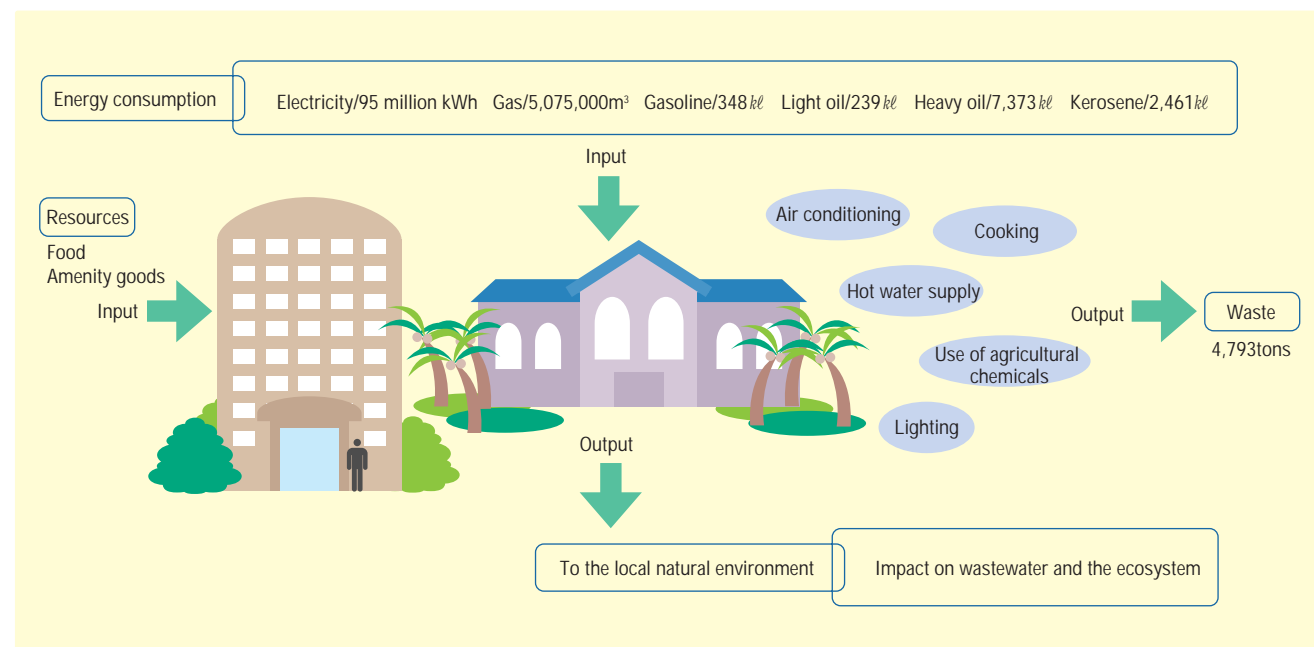 Energy consumption
Electricity/95 million kWh Gas/5,075,000m³ Gasoline/348㎘ Light oil/239㎘ Heavy oil/7,373㎘ Kerosene/2,461㎘
Input
Resources
Food
Amenity goods
Input
Air conditioning
Cooking
Hot water supply
Use of agricultural
chemicals
Lighting
Output
Waste
4,793tons
Output
To the local natural environment
Impact on wastewater and the ecosystem